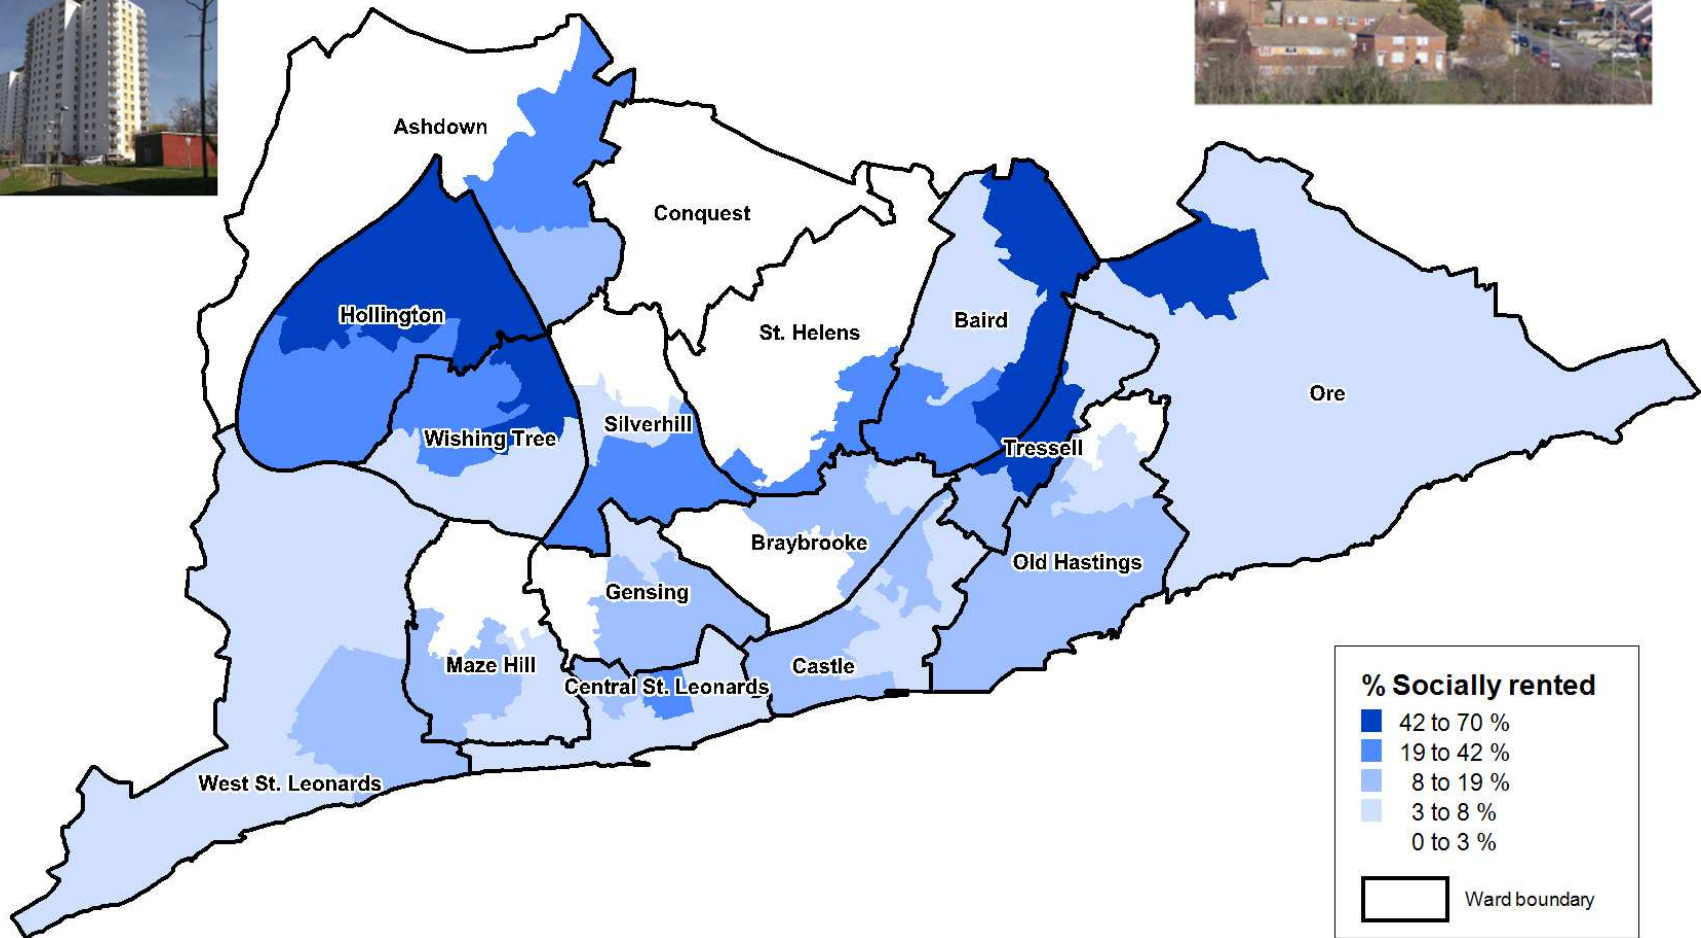 Ashdown
Conquest
Hollington
St. Helens
Baird
Ore
Silverhill
Wishing Tree
Tressell
Braybrooke
Old Hastings
Gensing
Maze Hill
Castle
Central St. Leonards
West St. Leonards
% Socially rented
42 to 70 %
19 to 42 %
8 to 19 %
3 to 8 %
0 to 3 %
Ward boundary